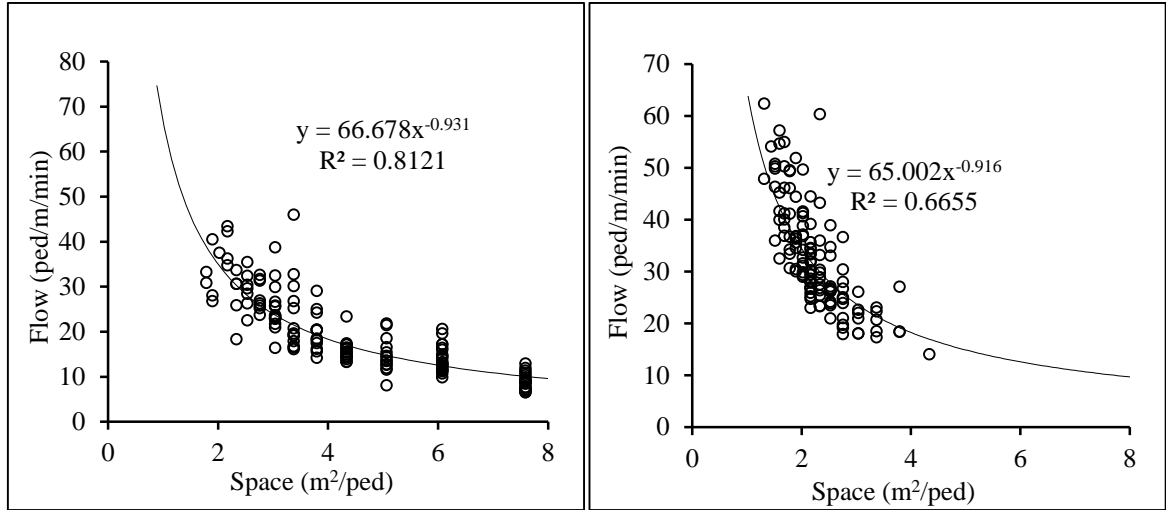 80
70
60
50
40
30
20
10
0
Flow (ped/m/min)
y = 66.678x^-0.931
R² = 0.8121
0 2 4 6 8
Space (m²/ped)
70
60
50
40
30
20
10
0
Flow (ped/m/min)
y = 65.002x^-0.916
R² = 0.6655
0 2 4 6 8
Space (m²/ped)